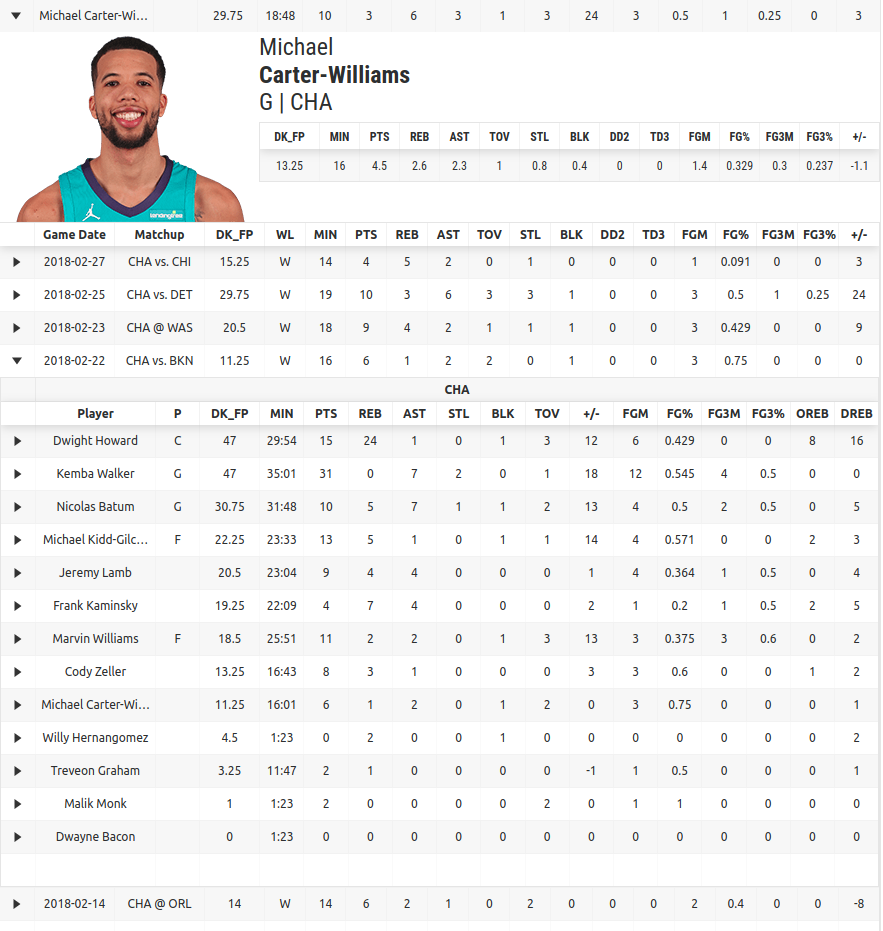 Michael Carter-Wi... 29.75 18:48 10 3 6 3 1 3 24 3 0.5 1 0.25 0 3
Michael
Carter-Williams
G | CHA
DK_FP MIN PTS REB AST TOV STL BLK DD2 TD3 FGM FG% FG3M FG3% +/-
13.25 16 4.5 2.6 2.3 1 0.8 0.4 0 0 1.4 0.329 0.3 0.237 -1.1
lendingtree
Game Date Matchup DK_FP WL MIN PTS REB AST TOV STL BLK DD2 TD3 FGM FG% FG3M FG3% +/-
2018-02-27 CHA vs. CHI 15.25 W 14 4 5 2 0 1 0 0 0 1 0.091 0 0 3
2018-02-25 CHA vs. DET 29.75 W 19 10 3 6 3 3 1 0 0 3 0.5 1 0.25 24
2018-02-23 CHA @ WAS 20.5 W 18 9 4 2 1 1 1 0 0 3 0.429 0 0 9
2018-02-22 CHA vs. BKN 11.25 W 16 6 1 2 2 0 1 0 0 3 0.75 0 0 0
CHA
Player P DK_FP MIN PTS REB AST STL BLK TOV +/- FGM FG% FG3M FG3% OREB DREB
Dwight Howard C 47 29:54 15 24 1 0 1 3 12 6 0.429 0 0 8 16
Kemba Walker G 47 35:01 31 0 7 2 0 1 18 12 0.545 4 0.5 0 0
Nicolas Batum G 30.75 31:48 10 5 7 1 1 2 13 4 0.5 2 0.5 0 5
Michael Kidd-Gilc... F 22.25 23:33 13 5 1 0 1 1 14 4 0.571 0 0 2 3
Jeremy Lamb 20.5 23:04 9 4 4 0 0 0 1 4 0.364 1 0.5 0 4
Frank Kaminsky 19.25 22:09 4 7 4 0 0 0 2 1 0.2 1 0.5 2 5
Marvin Williams F 18.5 25:51 11 2 2 0 1 3 13 3 0.375 3 0.6 0 2
Cody Zeller 13.25 16:43 8 3 1 0 0 0 3 3 0.6 0 0 1 2
Michael Carter-Wi... 11.25 16:01 6 1 2 0 1 2 0 3 0.75 0 0 0 1
Willy Hernangomez 4.5 1:23 0 2 0 0 1 0 0 0 0 0 0 0 2
Treveon Graham 3.25 11:47 2 1 0 0 0 0 -1 1 0.5 0 0 0 1
Malik Monk 1 1:23 2 0 0 0 0 2 0 1 1 0 0 0 0
Dwayne Bacon 0 1:23 0 0 0 0 0 0 0 0 0 0 0 0 0
2018-02-14 CHA @ ORL 14 W 14 6 2 1 0 2 0 0 0 2 0.4 0 0 -8